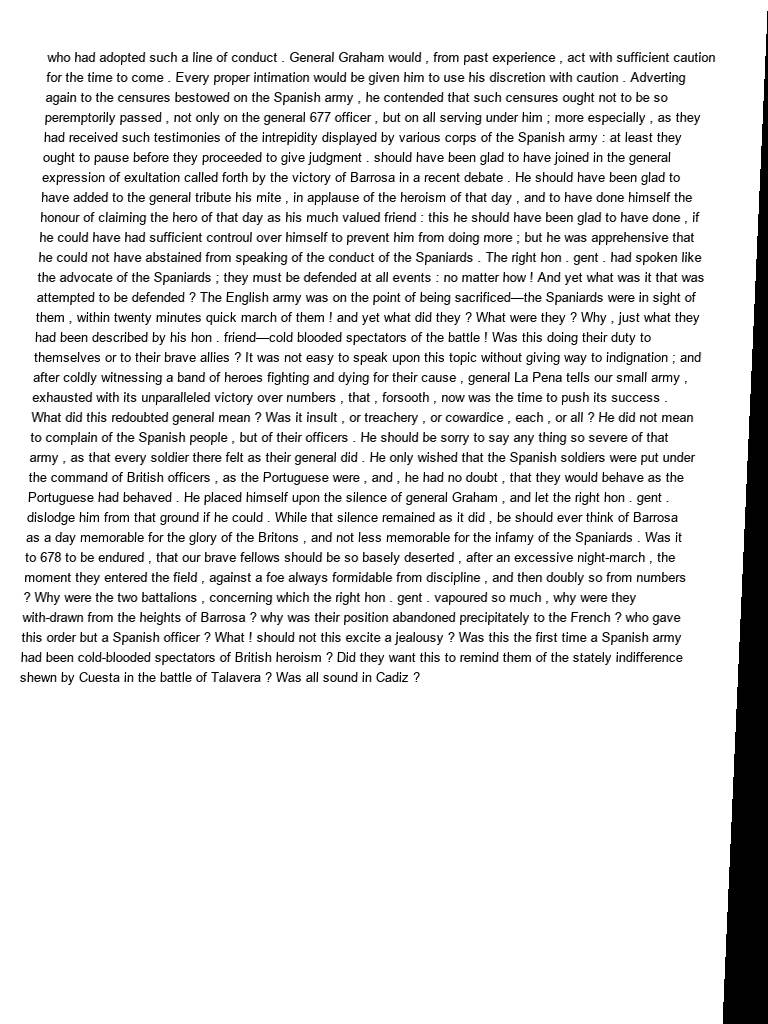 who had adopted such a line of conduct . General Graham would , from past experience , act with sufficient caution
for the time to come . Every proper intimation would be given him to use his discretion with caution . Adverting
again to the censures bestowed on the Spanish army , he contended that such censures ought not to be so
peremptorily passed , not only on the general 677 officer , but on all serving under him ; more especially , as they
had received such testimonies of the intrepidity displayed by various corps of the Spanish army : at least they
ought to pause before they proceeded to give judgment . should have been glad to have joined in the general
expression of exultation called forth by the victory of Barrosa in a recent debate . He should have been glad to
have added to the general tribute his mite , in applause of the heroism of that day , and to have done himself the
honour of claiming the hero of that day as his much valued friend : this he should have been glad to have done , if
he could have had sufficient controul over himself to prevent him from doing more ; but he was apprehensive that
he could not have abstained from speaking of the conduct of the Spaniards . The right hon . gent . had spoken like
the advocate of the Spaniards ; they must be defended at all events : no matter how ! And yet what was it that was
attempted to be defended ? The English army was on the point of being sacrificed—the Spaniards were in sight of
them , within twenty minutes quick march of them ! and yet what did they ? What were they ? Why , just what they
had been described by his hon . friend—cold blooded spectators of the battle ! Was this doing their duty to
themselves or to their brave allies ? It was not easy to speak upon this topic without giving way to indignation ; and
after coldly witnessing a band of heroes fighting and dying for their cause , general La Pena tells our small army ,
exhausted with its unparalleled victory over numbers , that , forsooth , now was the time to push its success .
What did this redoubted general mean ? Was it insult , or treachery , or cowardice , each , or all ? He did not mean
to complain of the Spanish people , but of their officers . He should be sorry to say any thing so severe of that
army , as that every soldier there felt as their general did . He only wished that the Spanish soldiers were put under
the command of British officers , as the Portuguese were , and , he had no doubt , that they would behave as the
Portuguese had behaved . He placed himself upon the silence of general Graham , and let the right hon . gent .
dislodge him from that ground if he could . While that silence remained as it did , be should ever think of Barrosa
as a day memorable for the glory of the Britons , and not less memorable for the infamy of the Spaniards . Was it
to 678 to be endured , that our brave fellows should be so basely deserted , after an excessive night-march , the
moment they entered the field , against a foe always formidable from discipline , and then doubly so from numbers
? Why were the two battalions , concerning which the right hon . gent . vapoured so much , why were they
with-drawn from the heights of Barrosa ? why was their position abandoned precipitately to the French ? who gave
this order but a Spanish officer ? What ! should not this excite a jealousy ? Was this the first time a Spanish army
had been cold-blooded spectators of British heroism ? Did they want this to remind them of the stately indifference
shewn by Cuesta in the battle of Talavera ? Was all sound in Cadiz ?